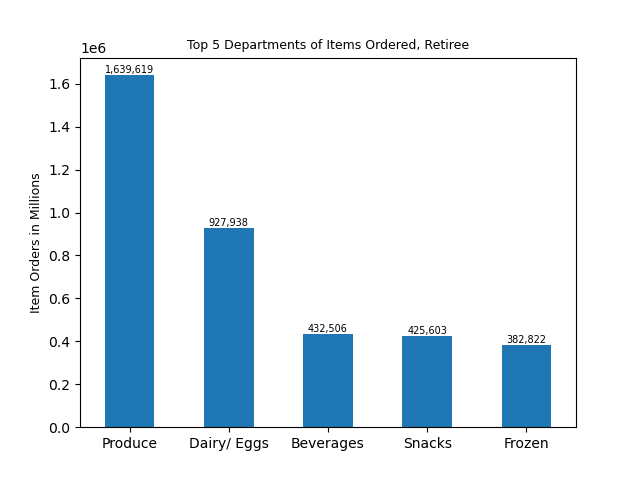 Top 5 Departments of Items Ordered, Retiree
1e6
Item Orders in Millions
1.6
1.4
1.2
1.0
0.8
0.6
0.4
0.2
0.0
1,639,619
927,938
432,506
425,603
382,822
Produce
Dairy/ Eggs
Beverages
Snacks
Frozen